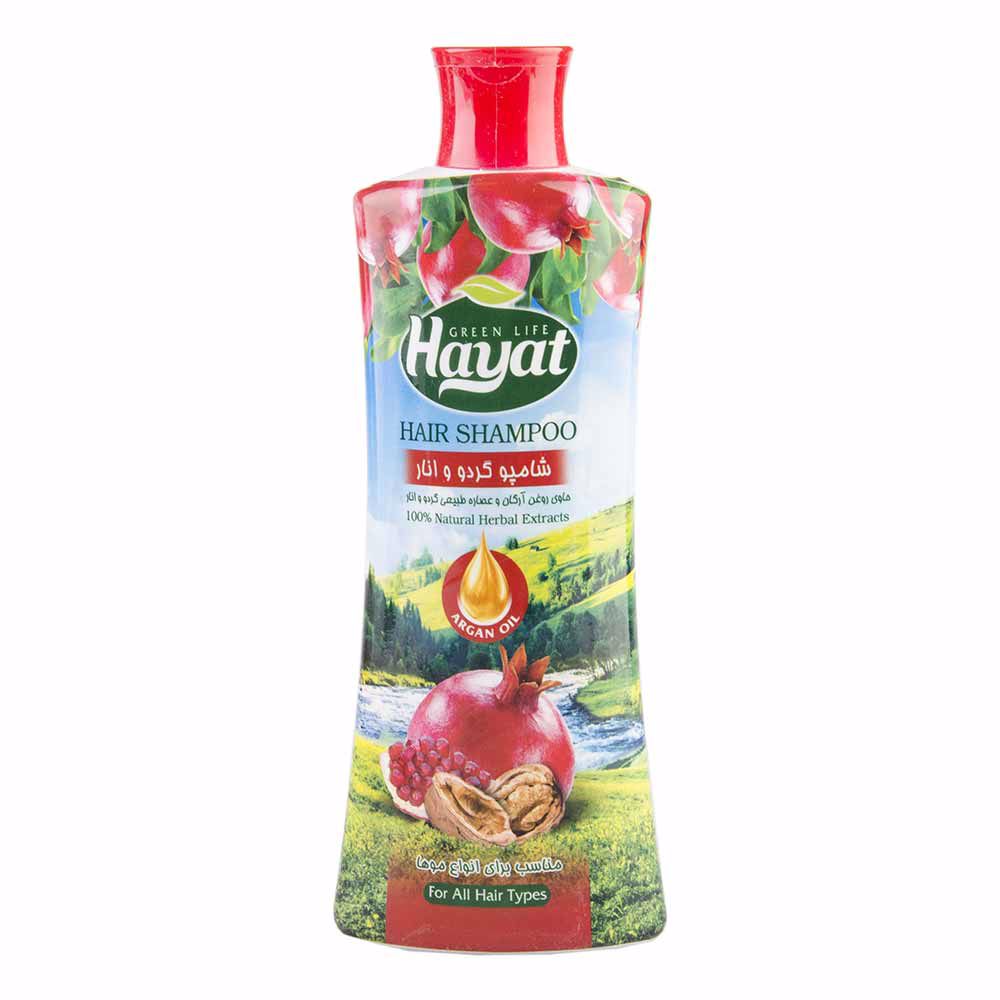 GREEN LIFE
Hayat
HAIR SHAMPOO
شامپو گردو و انار
حاوی روغن آرگان و عصاره طبیعی گردو و انار
100% Natural Herbal Extracts
ARGAN OIL
مناسب برای انواع موها
For All Hair Types